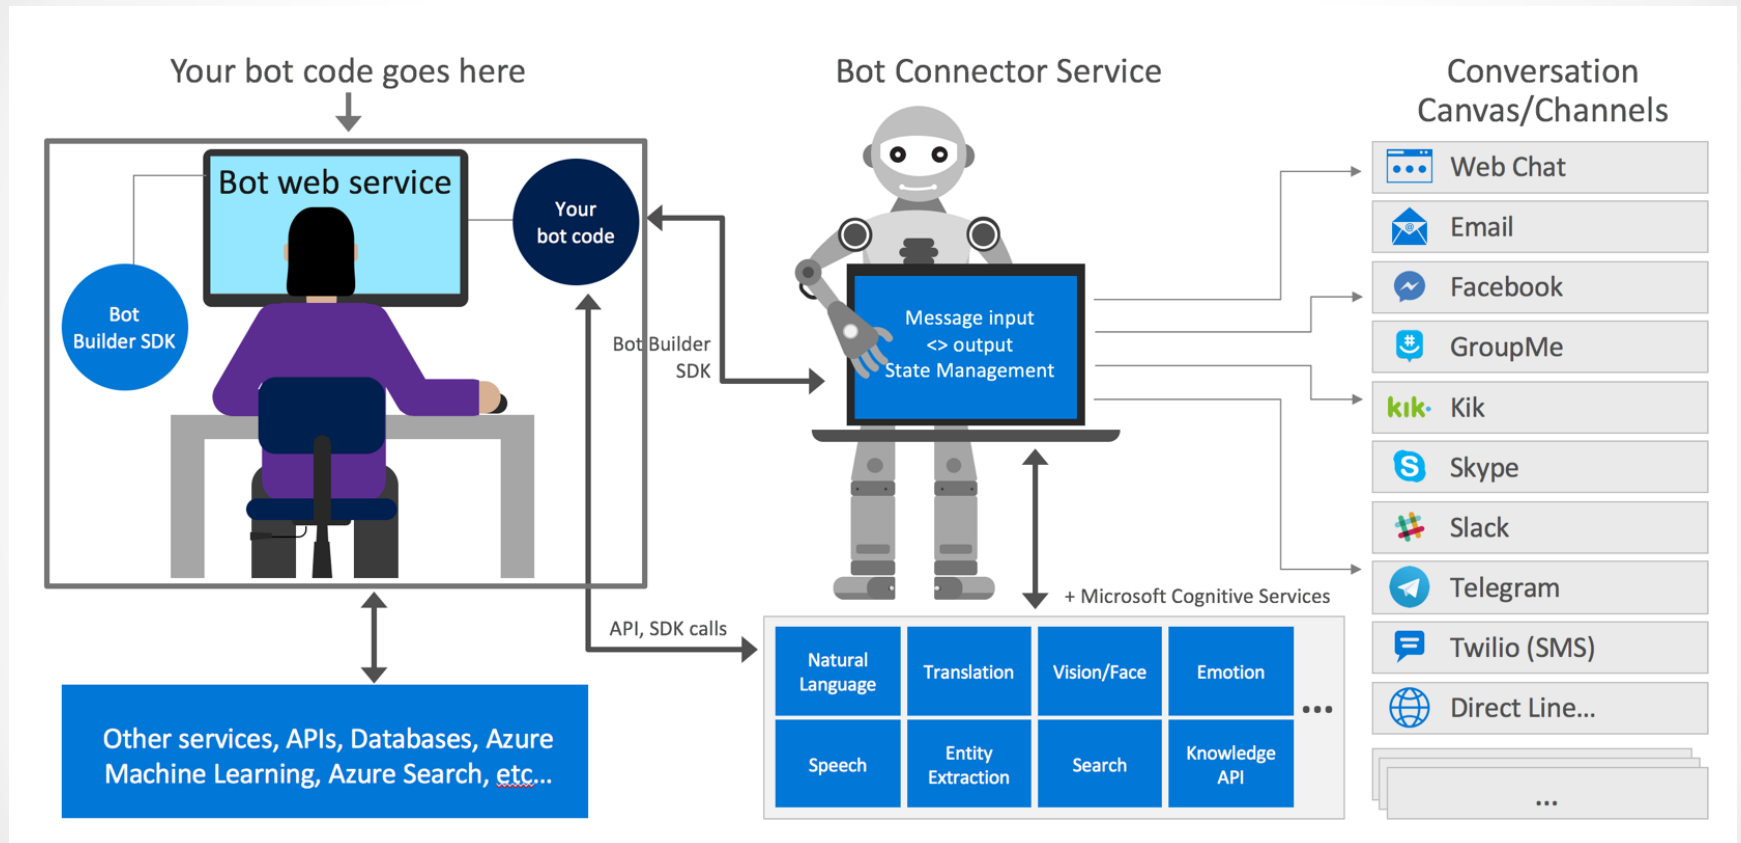 Your bot code goes here
Bot web service
Your
bot code
Bot
Builder SDK
Bot Builder
SDK
API, SDK calls
Other services, APIs, Databases, Azure
Machine Learning, Azure Search, etc...
Bot Connector Service
Message input
<> output
State Management
+ Microsoft Cognitive Services
Natural
Language
Translation
Vision/Face
Emotion
...
Speech
Entity
Extraction
Search
Knowledge
API
Conversation
Canvas/Channels
Web Chat
@
Email
Facebook
#
GroupMe
kik.
Kik
S
Skype
Slack
Telegram
Twilio (SMS)
Direct Line...
...